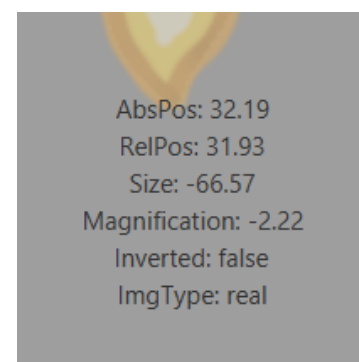 AbsPos: 32.19
RelPos: 31.93
Size: -66.57
Magnification: -2.22
Inverted: false
ImgType: real